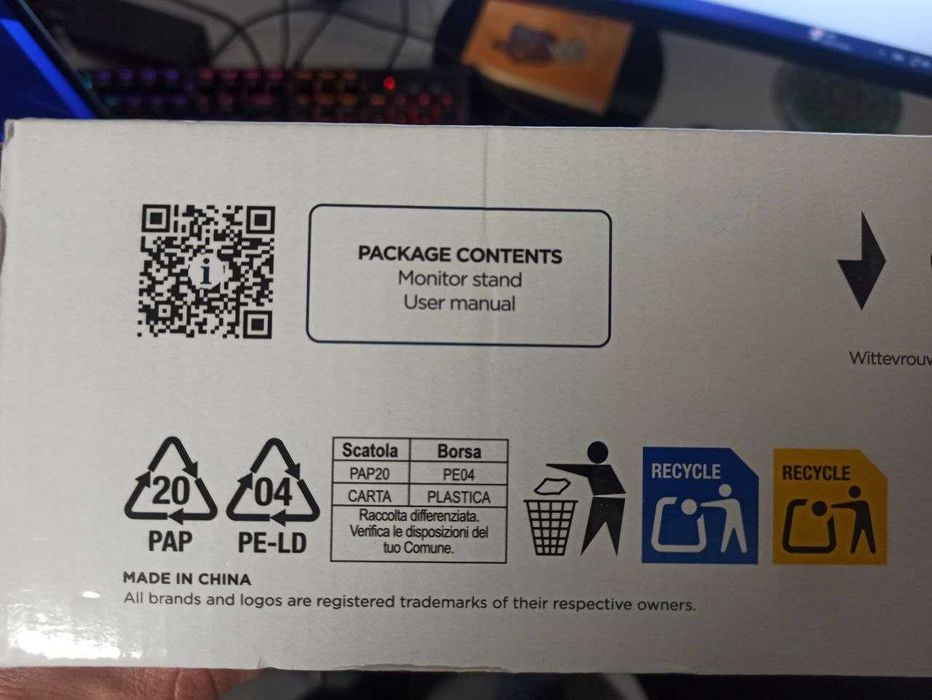 i
PACKAGE CONTENTS
Monitor stand
User manual
20
PAP
04
PE-LD
Scatola Borsa
PAP20 PE04
CARTA PLASTICA
Raccolta differenziata.
Verifica le disposizioni del
tuo Comune.
RECYCLE
RECYCLE
MADE IN CHINA
All brands and logos are registered trademarks of their respective owners.